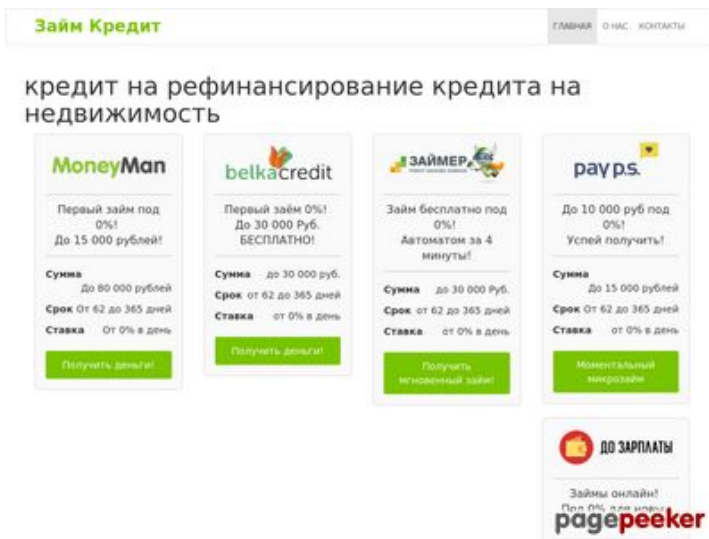 Займ Кредит
ГЛАВНАЯ О НАС КОНТАКТЫ
кредит на рефинансирование кредита на
недвижимость
MoneyMan
Первый займ под
0%!
До 15 000 рублей!
Сумма
До 80 000 рублей
Срок От 62 до 365 дней
Ставка От 0% в день
Получить деньги!
belkacredit
Первый заём 0%!
До 30 000 Руб.
БЕСПЛАТНО!
Сумма до 30 000 руб.
Срок от 62 до 365 дней
Ставка от 0% в день
Получить деньги!
ЗАЙМЕР
Займ бесплатно под
0%!
Автоматом за 4
минуты!
Сумма до 30 000 Руб.
Срок от 62 до 365 дней
Ставка от 0% в день
Получить
мгновенный займ!
pay p.s.
До 10 000 руб под
0%!
Успей получить!
Сумма
До 15 000 рублей
Срок От 62 до 365 дней
Ставка от 0% в день
Моментальный
микрозайм
ДО ЗАРПЛАТЫ
Займы онлайн!
Под 0% для новых
pagepeeker